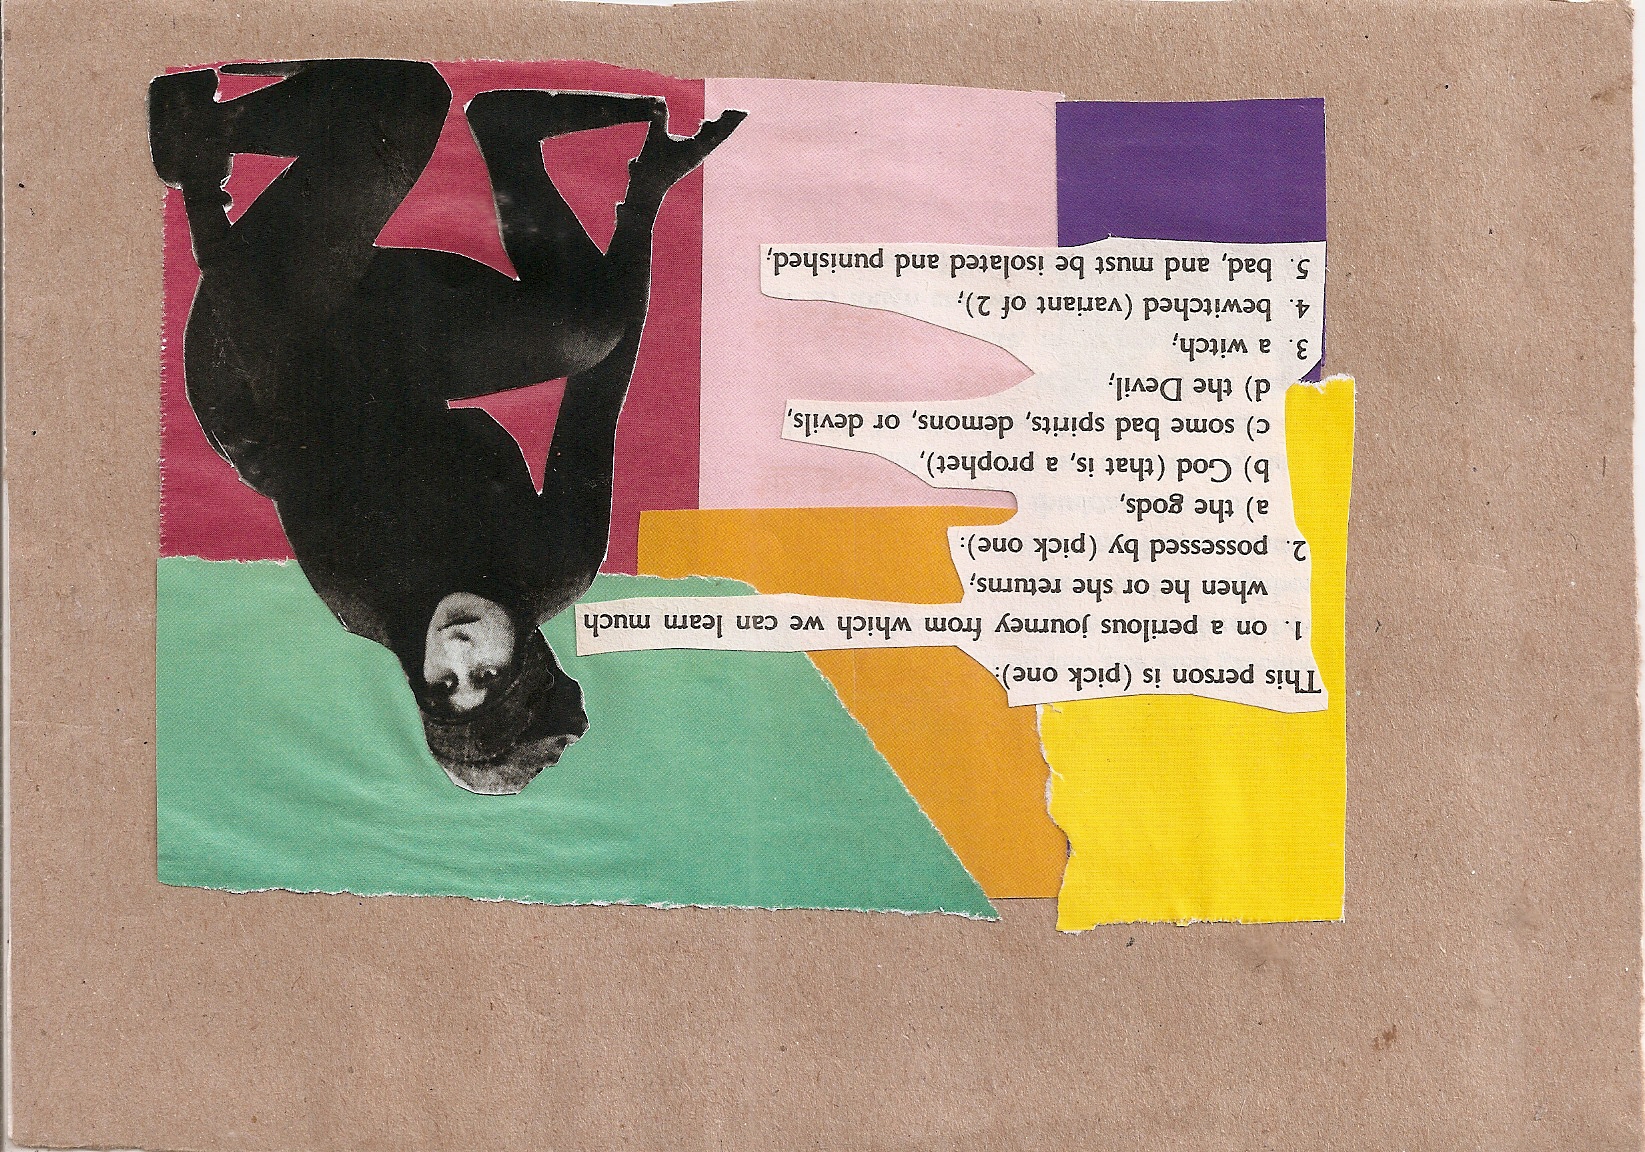 This person is (pick one):
1. on a perilous journey from which we can learn much
when he or she returns;
2. possessed by (pick one):
a) the gods,
b) God (that is, a prophet),
c) some bad spirits, demons, or devils,
d) the Devil;
3. a witch;
4. bewitched (variant of 2);
5. bad, and must be isolated and punished;